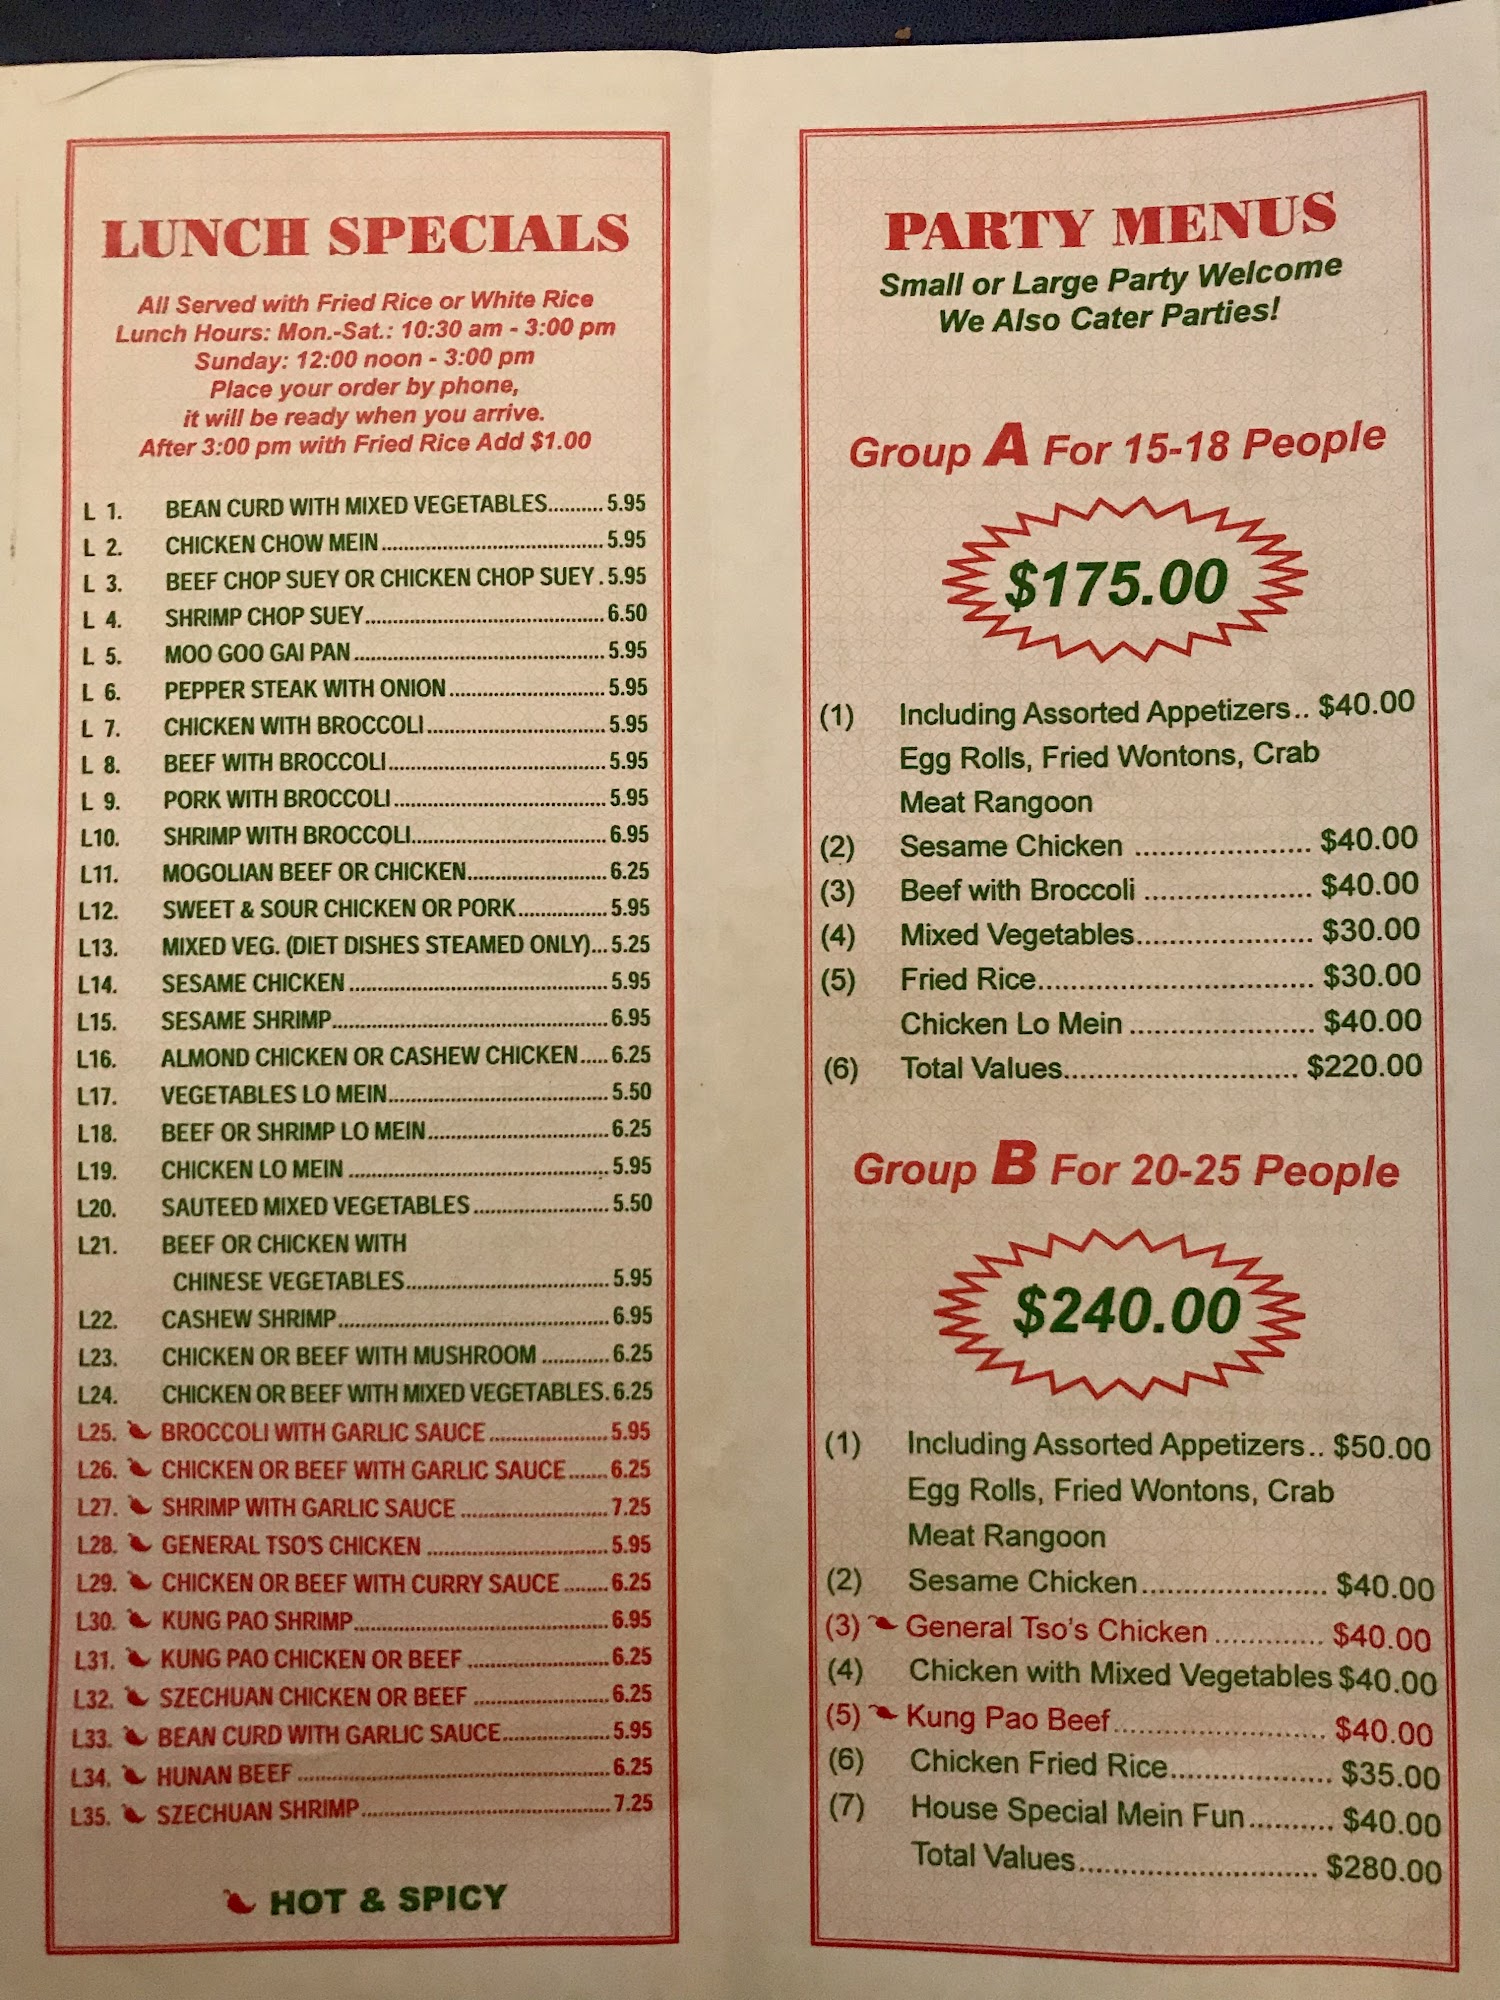 LUNCH SPECIALS
All Served with Fried Rice or White Rice
Lunch Hours: Mon.-Sat.: 10:30 am - 3:00 pm
Sunday: 12:00 noon - 3:00 pm
Place your order by phone,
it will be ready when you arrive.
After 3:00 pm with Fried Rice Add $1.00
L 1. BEAN CURD WITH MIXED VEGETABLES.......... 5.95
L 2. CHICKEN CHOW MEIN ........................................ 5.95
L 3. BEEF CHOP SUEY OR CHICKEN CHOP SUEY . 5.95
L 4. SHRIMP CHOP SUEY........................................... 6.50
L 5. MOO GOO GAI PAN ............................................. 5.95
L 6. PEPPER STEAK WITH ONION ............................ 5.95
L 7. CHICKEN WITH BROCCOLI ................................ 5.95
L 8. BEEF WITH BROCCOLI....................................... 5.95
L 9. PORK WITH BROCCOLI ...................................... 5.95
L10. SHRIMP WITH BROCCOLI................................... 6.95
L11. MOGOLIAN BEEF OR CHICKEN......................... 6.25
L12. SWEET & SOUR CHICKEN OR PORK................ 5.95
L13. MIXED VEG. (DIET DISHES STEAMED ONLY)... 5.25
L14. SESAME CHICKEN ............................................... 5.95
L15. SESAME SHRIMP.................................................. 6.95
L16. ALMOND CHICKEN OR CASHEW CHICKEN..... 6.25
L17. VEGETABLES LO MEIN........................................ 5.50
L18. BEEF OR SHRIMP LO MEIN................................. 6.25
L19. CHICKEN LO MEIN ............................................... 5.95
L20. SAUTEED MIXED VEGETABLES ........................ 5.50
L21. BEEF OR CHICKEN WITH
CHINESE VEGETABLES..................................... 5.95
L22. CASHEW SHRIMP................................................. 6.95
L23. CHICKEN OR BEEF WITH MUSHROOM ............ 6.25
L24. CHICKEN OR BEEF WITH MIXED VEGETABLES. 6.25
L25. BROCCOLI WITH GARLIC SAUCE ..................... 5.95
L26. CHICKEN OR BEEF WITH GARLIC SAUCE....... 6.25
L27. SHRIMP WITH GARLIC SAUCE .......................... 7.25
L28. GENERAL TSO'S CHICKEN ................................ 5.95
L29. CHICKEN OR BEEF WITH CURRY SAUCE ........ 6.25
L30. KUNG PAO SHRIMP............................................. 6.95
L31. KUNG PAO CHICKEN OR BEEF ......................... 6.25
L32. SZECHUAN CHICKEN OR BEEF ........................ 6.25
L33. BEAN CURD WITH GARLIC SAUCE................... 5.95
L34. HUNAN BEEF ........................................................ 6.25
L35. SZECHUAN SHRIMP............................................. 7.25
HOT & SPICY
PARTY MENUS
Small or Large Party Welcome
We Also Cater Parties!
Group A For 15-18 People
$175.00
(1) Including Assorted Appetizers.. $40.00
Egg Rolls, Fried Wontons, Crab
Meat Rangoon
(2) Sesame Chicken ....................... $40.00
(3) Beef with Broccoli ...................... $40.00
(4) Mixed Vegetables....................... $30.00
(5) Fried Rice.................................... $30.00
Chicken Lo Mein ........................ $40.00
(6) Total Values.............................. $220.00
Group B For 20-25 People
$240.00
(1) Including Assorted Appetizers.. $50.00
Egg Rolls, Fried Wontons, Crab
Meat Rangoon
(2) Sesame Chicken........................ $40.00
(3) General Tso's Chicken .............. $40.00
(4) Chicken with Mixed Vegetables $40.00
(5) Kung Pao Beef........................... $40.00
(6) Chicken Fried Rice..................... $35.00
(7) House Special Mein Fun........... $40.00
Total Values............................... $280.00